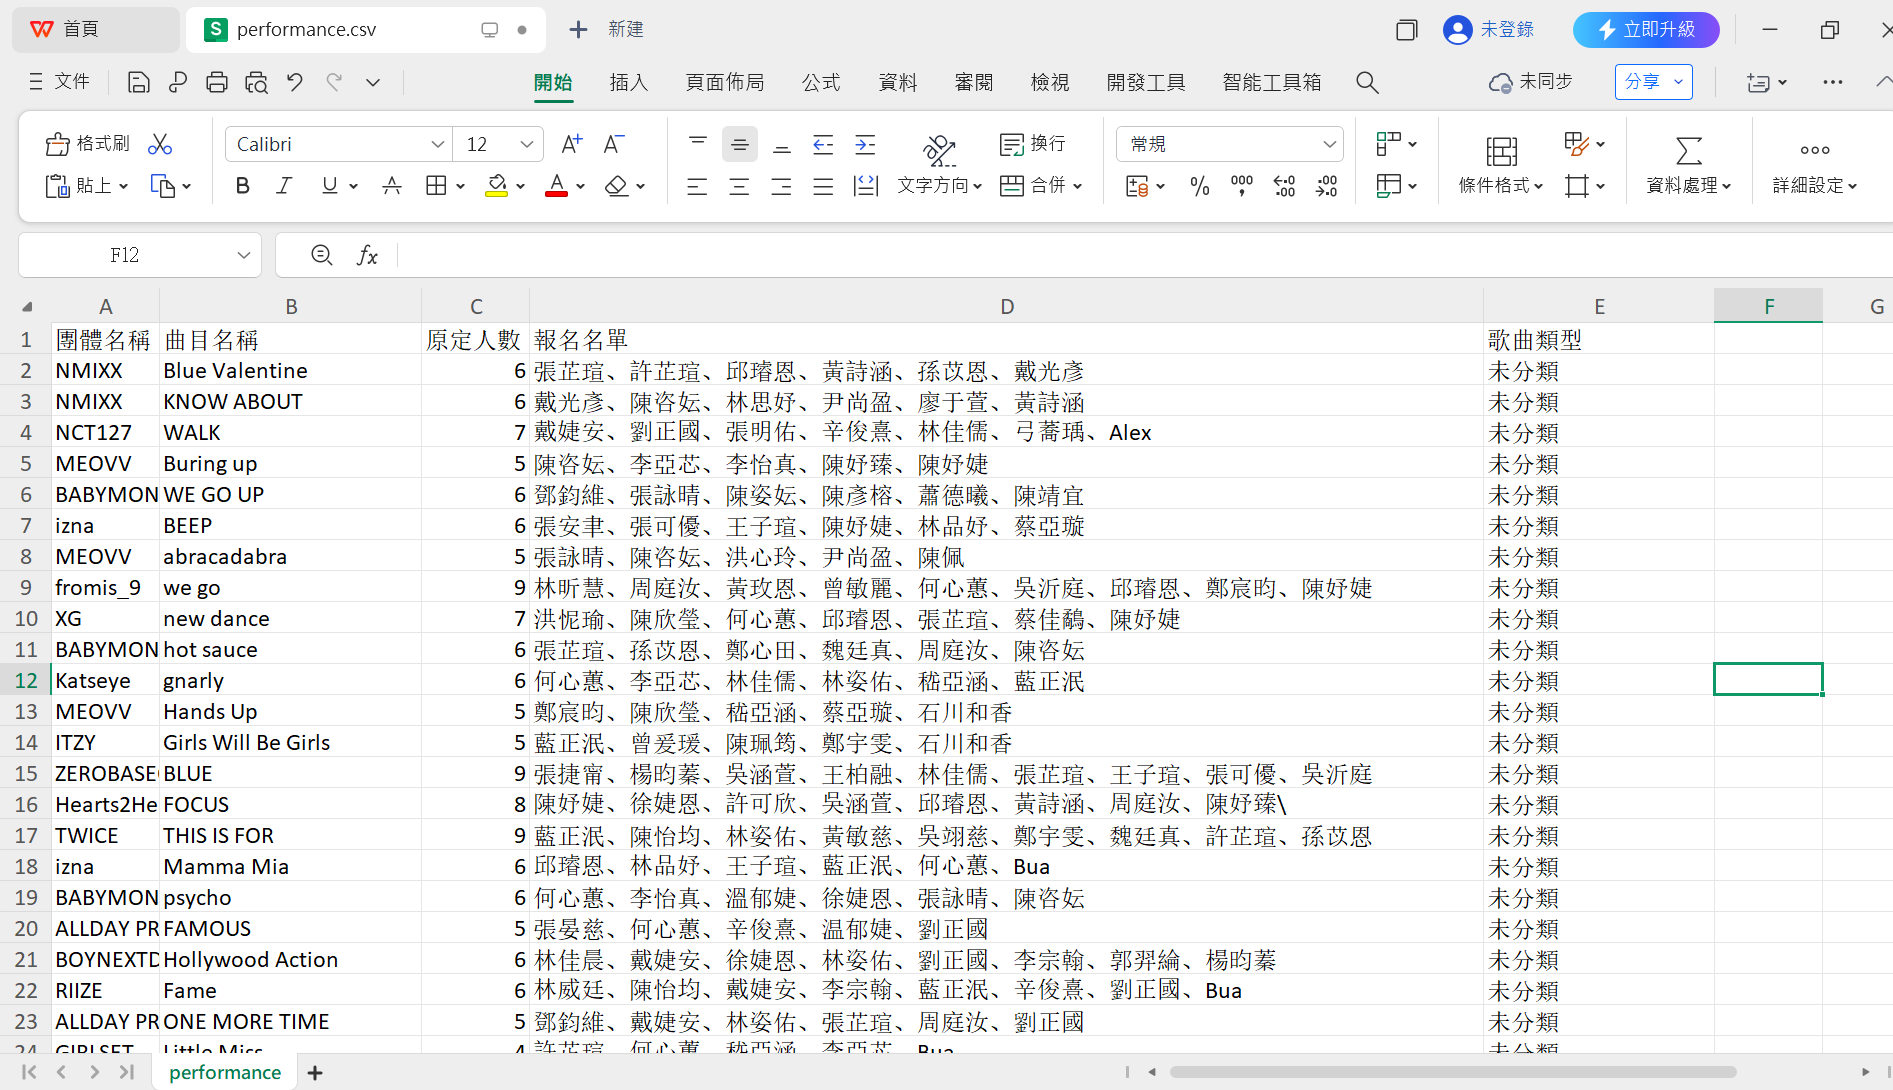 首頁 performance.csv 新建 未登錄 立即升級
文件 開始 插入 頁面佈局 公式 資料 審閱 檢視 開發工具 智能工具箱 未同步 分享
格式刷 Calibri 12 換行 常規
貼上 文字方向 合併 條件格式 資料處理 詳細設定
F12
A B C D E F G
1 團體名稱 曲目名稱 原定人數 報名名單 歌曲類型
2 NMIXX Blue Valentine 6 張芷瑄、許芷瑄、邱璿恩、黃詩涵、孫苡恩、戴光彥 未分類
3 NMIXX KNOW ABOUT 6 戴光彥、陳咨妘、林思妤、尹尚盈、廖于萱、黃詩涵 未分類
4 NCT127 WALK 7 戴婕安、劉正國、張明佑、辛俊熹、林佳儒、弓蕎瑀、Alex 未分類
5 MEOVV Buring up 5 陳咨妘、李亞芯、李怡真、陳妤臻、陳妤婕 未分類
6 BABYMON WE GO UP 6 鄧鈞維、張詠晴、陳姿妘、陳彥榕、蕭德曦、陳靖宜 未分類
7 izna BEEP 6 張安聿、張可優、王子瑄、陳妤婕、林品妤、蔡亞璇 未分類
8 MEOVV abracadabra 5 張詠晴、陳咨妘、洪心玲、尹尚盈、陳佩 未分類
9 fromis_9 we go 9 林昕慧、周庭汝、黃玫恩、曾敏麗、何心蕙、吳沂庭、邱璿恩、鄭宸昀、陳妤婕 未分類
10 XG new dance 7 洪怩瑜、陳欣瑩、何心蕙、邱璿恩、張芷瑄、蔡佳鷸、陳妤婕 未分類
11 BABYMON hot sauce 6 張芷瑄、孫苡恩、鄭心田、魏廷真、周庭汝、陳咨妘 未分類
12 Katseye gnarly 6 何心蕙、李亞芯、林佳儒、林姿佑、嵇亞涵、藍正泯 未分類
13 MEOVV Hands Up 5 鄭宸昀、陳欣瑩、嵇亞涵、蔡亞璇、石川和香 未分類
14 ITZY Girls Will Be Girls 5 藍正泯、曾爰瑗、陳珮筠、鄭宇雯、石川和香 未分類
15 ZEROBASE BLUE 9 張捷甯、楊昀蓁、吳涵萱、王柏融、林佳儒、張芷瑄、王子瑄、張可優、吳沂庭 未分類
16 Hearts2He FOCUS 8 陳妤婕、徐婕恩、許可欣、吳涵萱、邱璿恩、黃詩涵、周庭汝、陳妤臻\ 未分類
17 TWICE THIS IS FOR 9 藍正泯、陳怡均、林姿佑、黃敏慈、吳翊慈、鄭宇雯、魏廷真、許芷瑄、孫苡恩 未分類
18 izna Mamma Mia 6 邱璿恩、林品妤、王子瑄、藍正泯、何心蕙、Bua 未分類
19 BABYMON psycho 6 何心蕙、李怡真、溫郁婕、徐婕恩、張詠晴、陳咨妘 未分類
20 ALLDAY PR FAMOUS 5 張晏慈、何心蕙、辛俊熹、温郁婕、劉正國 未分類
21 BOYNEXTD Hollywood Action 6 林佳晨、戴婕安、徐婕恩、林姿佑、劉正國、李宗翰、郭羿綸、楊昀蓁 未分類
22 RIIZE Fame 6 林威廷、陳怡均、戴婕安、李宗翰、藍正泯、辛俊熹、劉正國、Bua 未分類
23 ALLDAY PR ONE MORE TIME 5 鄧鈞維、戴婕安、林姿佑、張芷瑄、周庭汝、劉正國 未分類
24 GIRLSET Little Miss 4 許芷瑄、何心蕙、嵇亞涵、李亞芯、Bua 未分類
performance